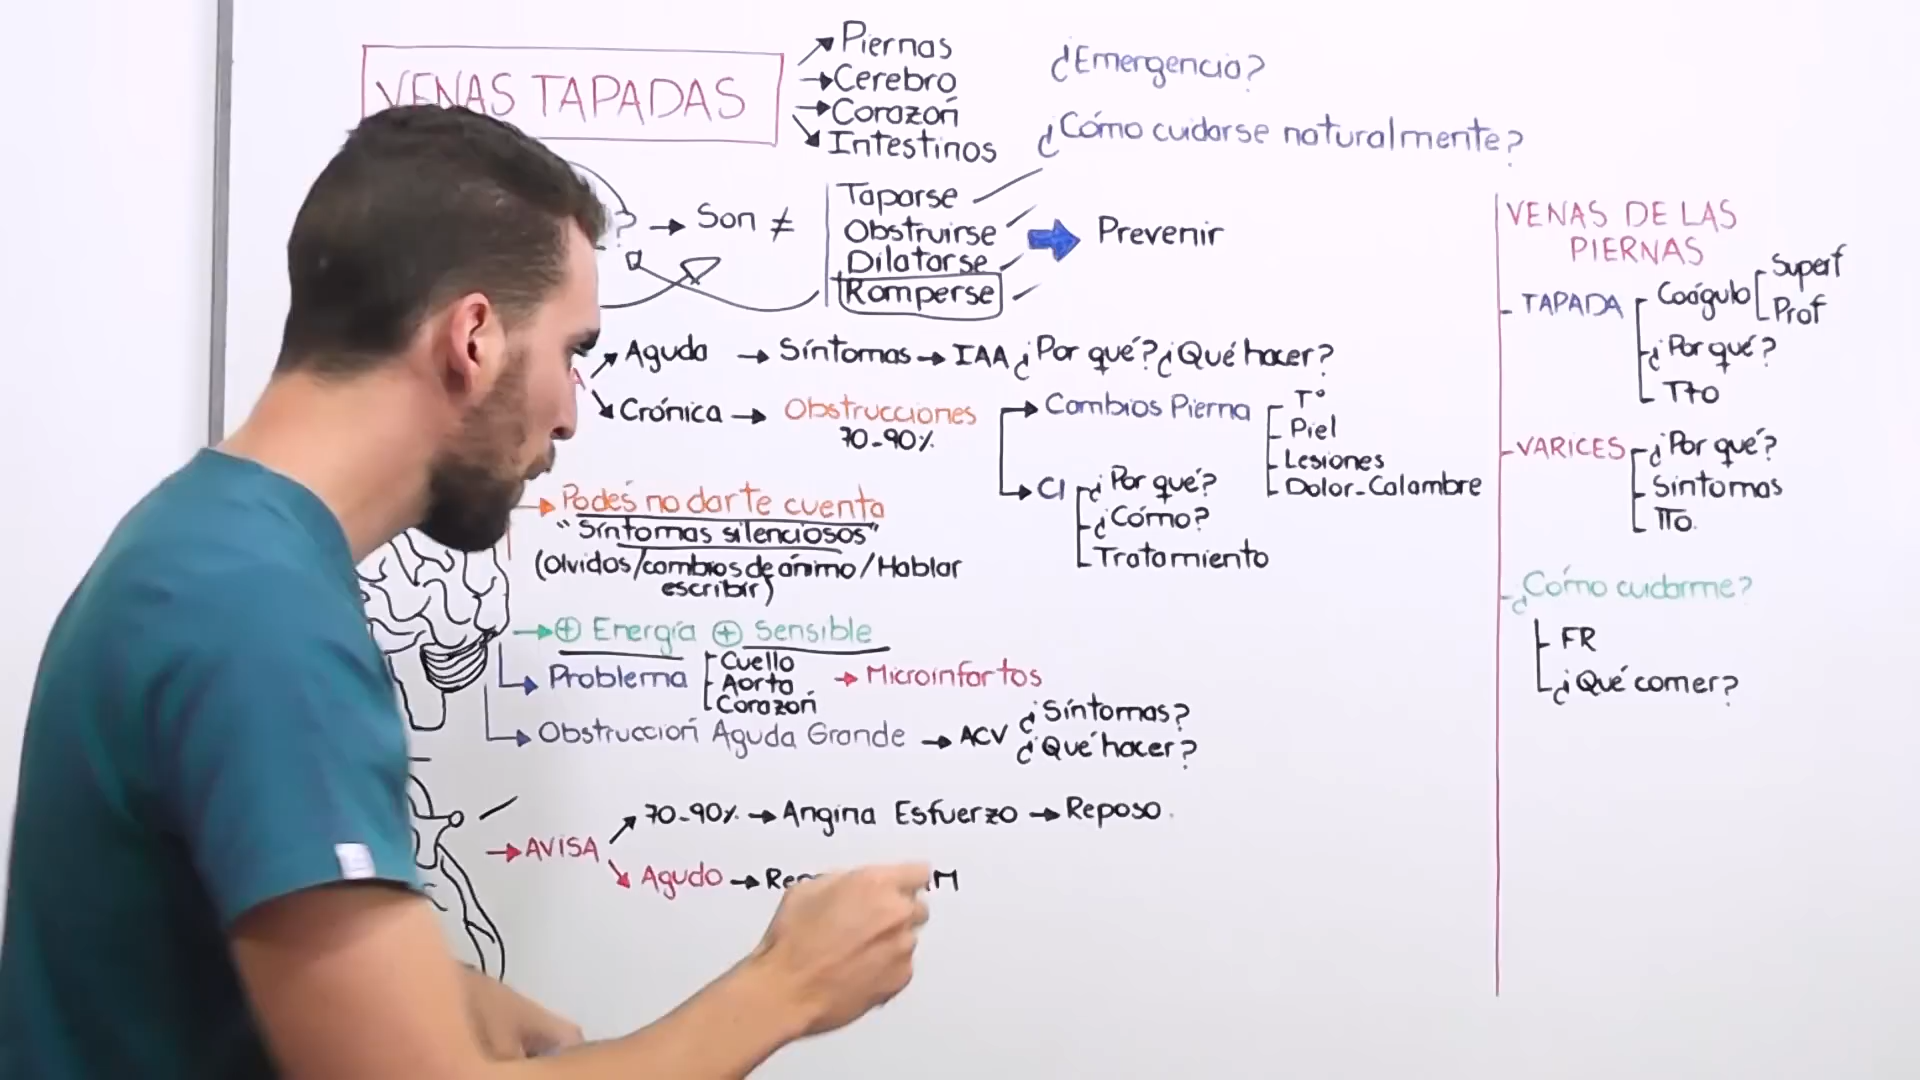 VENAS TAPADAS
Piernas
Cerebro
Corazón
Intestinos
¿Emergencia?
¿Cómo cuidarse naturalmente?
? → Son ≠
Taparse
Obstruirse
Dilatarse
Romperse
Prevenir
Aguda → Síntomas → IAA ¿Por qué? ¿Qué hacer?
Crónica → Obstrucciones
70-90%
Cambios Pierna
Tº
Piel
Lesiones
Dolor-Calambre
CI
¿Por qué?
¿Cómo?
Tratamiento
Podés no darte cuenta
"Síntomas silenciosos"
(Olvidos/cambios de ánimo/Hablar
escribir)
⊕ Energía ⊕ Sensible
Problema
Cuello
Aorta
Corazón
→ Microinfartos
Obstrucción Aguda Grande → ACV
¿Síntomas?
¿Qué hacer?
→ AVISA
70-90% → Angina Esfuerzo → Reposo
Agudo →
VENAS DE LAS
PIERNAS
TAPADA
Coágulo
Superf
Prof
¿Por qué?
TTO
VARICES
¿Por qué?
Síntomas
TTO.
¿Cómo cuidarme?
FR
¿Qué comer?